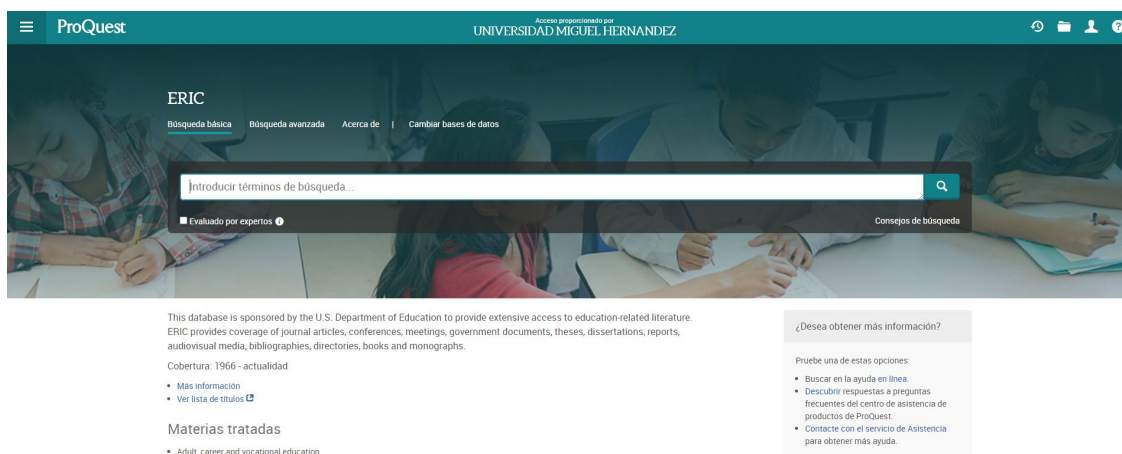 ProQuest
Acceso proporcionado por
UNIVERSIDAD MIGUEL HERNANDEZ
ERIC
Búsqueda básica Búsqueda avanzada Acerca de | Cambiar bases de datos
Introducir términos de búsqueda...
Evaluado por expertos
Consejos de búsqueda
This database is sponsored by the U.S. Department of Education to provide extensive access to education-related literature.
ERIC provides coverage of journal articles, conferences, meetings, government documents, theses, dissertations, reports,
audiovisual media, bibliographies, directories, books and monographs.
Cobertura: 1966 - actualidad
• Más información
• Ver lista de títulos
Materias tratadas
• Adult, career and vocational education
¿Desea obtener más información?
Pruebe una de estas opciones:
• Buscar en la ayuda en línea.
• Descubrir respuestas a preguntas
frecuentes del centro de asistencia de
productos de ProQuest.
• Contacte con el servicio de Asistencia
para obtener más ayuda.